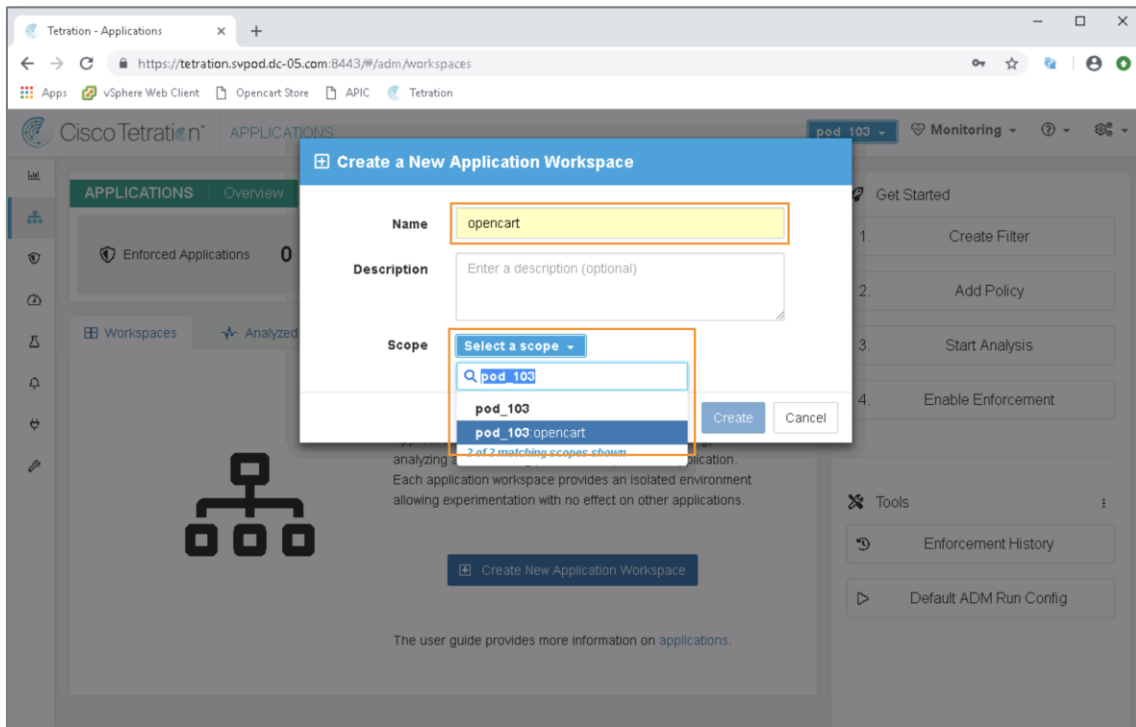 Tetration - Applications
https://tetration.svpod.dc-05.com:8443/#/adm/workspaces
Apps vSphere Web Client Opencart Store APIC Tetration
Cisco Tetration™ APPLICATIONS pod_103 Monitoring
Create a New Application Workspace
APPLICATIONS Overview
Get Started
Name opencart
1. Create Filter
Enforced Applications 0
Description Enter a description (optional)
2. Add Policy
Workspaces Analyzed
Scope Select a scope
3. Start Analysis
pod_103
pod_103
4. Enable Enforcement
Create Cancel
pod_103:opencart
2 of 2 matching scopes shown
analyzing
Each application workspace provides an isolated environment
allowing experimentation with no effect on other applications.
Tools
Enforcement History
Create New Application Workspace
Default ADM Run Config
The user guide provides more information on applications.